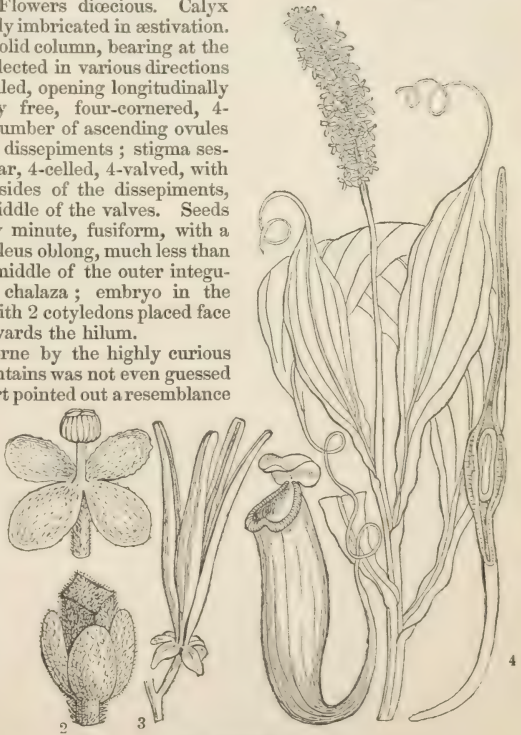 Flowers diœcious. Calyx
ly imbricated in æstivation.
olid column, bearing at the
lected in various directions
led, opening longitudinally
y free, four-cornered, 4-
umber of ascending ovules
dissepiments ; stigma ses-
ar, 4-celled, 4-valved, with
sides of the dissepiments,
iddle of the valves. Seeds
minute, fusiform, with a
leus oblong, much less than
middle of the outer integu-
chalaza ; embryo in the
ith 2 cotyledons placed face
wards the hilum.
rne by the highly curious
ntains was not even guessed
rt pointed out a resemblance
2
3
4